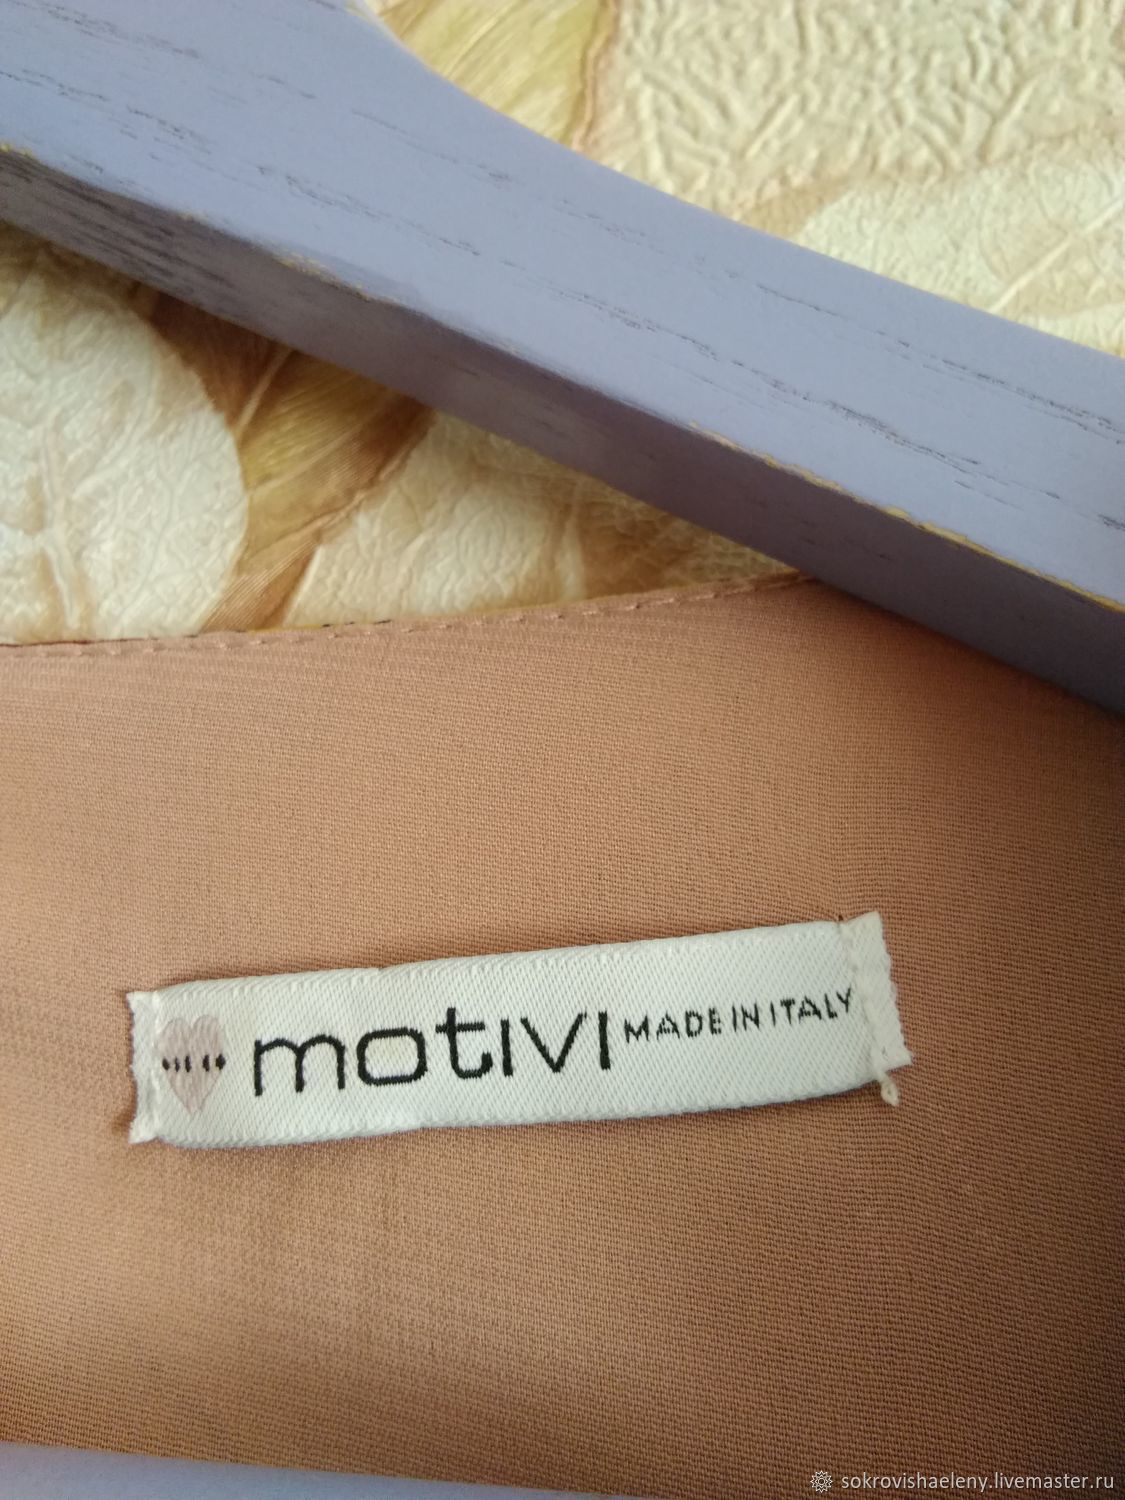 motivi MADE IN ITALY
sokrovishaeleny.livemaster.ru